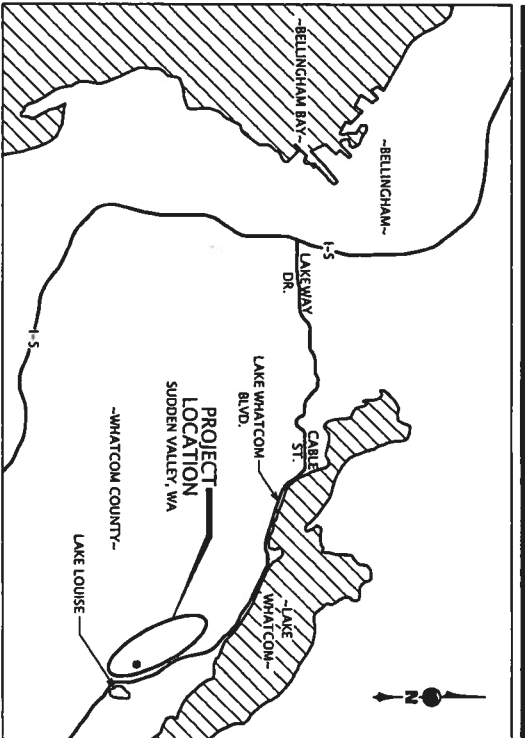 ~BELLINGHAM BAY~
~BELLINGHAM~
I-5
LAKEWAY
DR.
CABLE
ST.
LAKE WHATCOM
BLVD.
~LAKE
WHATCOM~
PROJECT
LOCATION
SUDDEN VALLEY, WA
~WHATCOM COUNTY~
LAKE LOUISE
I-5
N